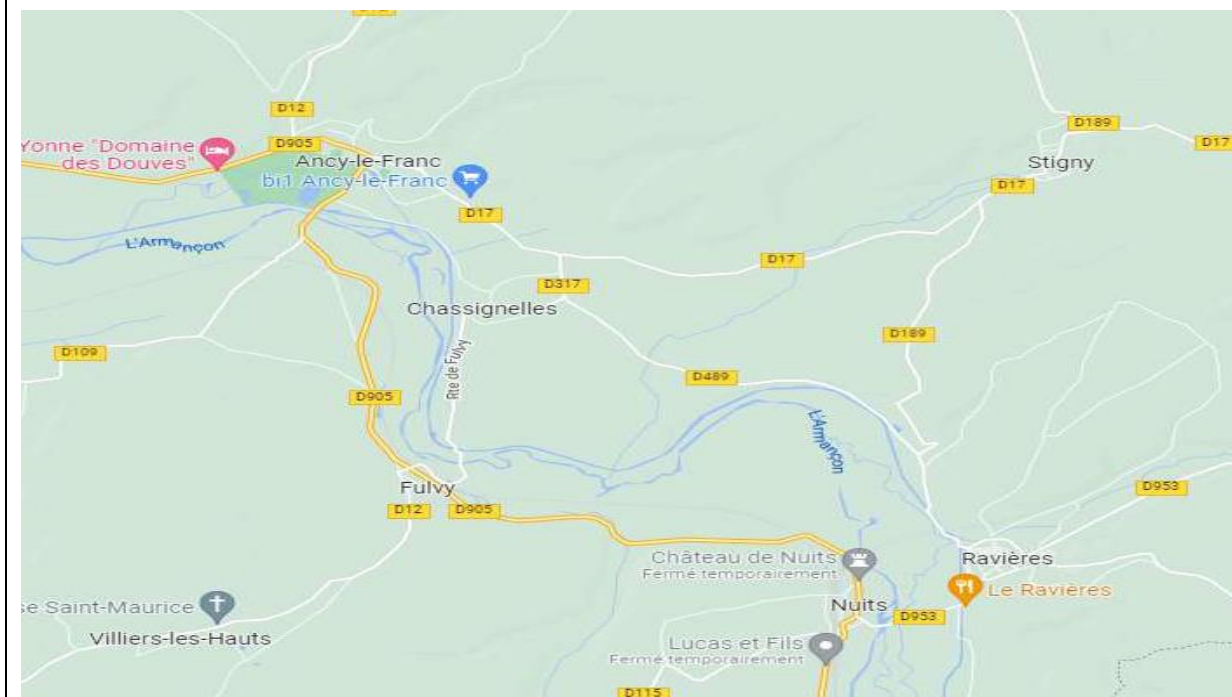 D12
D905
Yonne "Domaine
des Douves"
Ancy-le-Franc
bi1 Ancy-le-Franc
D17
D189
D17
Stigny
D17
L'Armançon
D17
D317
Chassignelles
D189
D109
Rte de Fulvy
D489
D905
L'Armançon
Fulvy
D12
D905
D953
Château de Nuits
Fermé temporairement
Ravières
Le Ravières
se Saint-Maurice
Nuits
D953
Villiers-les-Hauts
Lucas et Fils
Fermé temporairement
D115